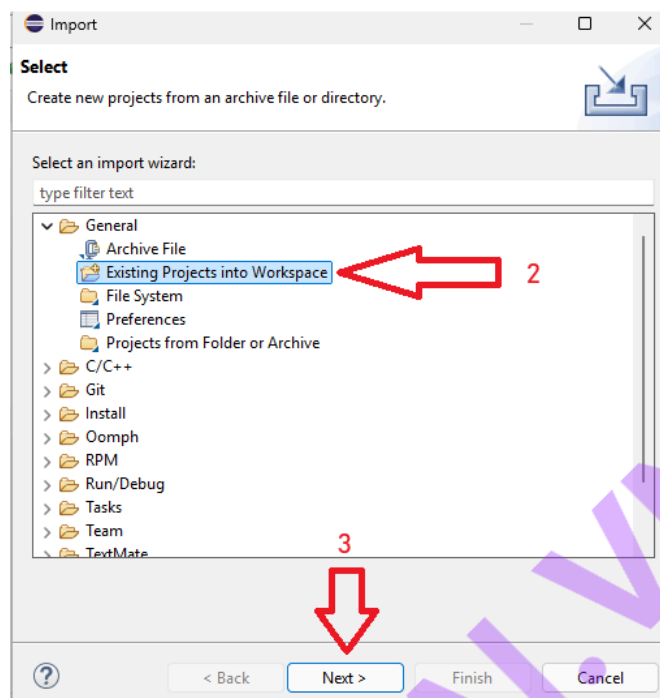 Import
Select
Create new projects from an archive file or directory.
Select an import wizard:
type filter text
General
Archive File
Existing Projects into Workspace
2
File System
Preferences
Projects from Folder or Archive
C/C++
Git
Install
Oomph
RPM
Run/Debug
Tasks
Team
TextMate
3
?
< Back
Next >
Finish
Cancel